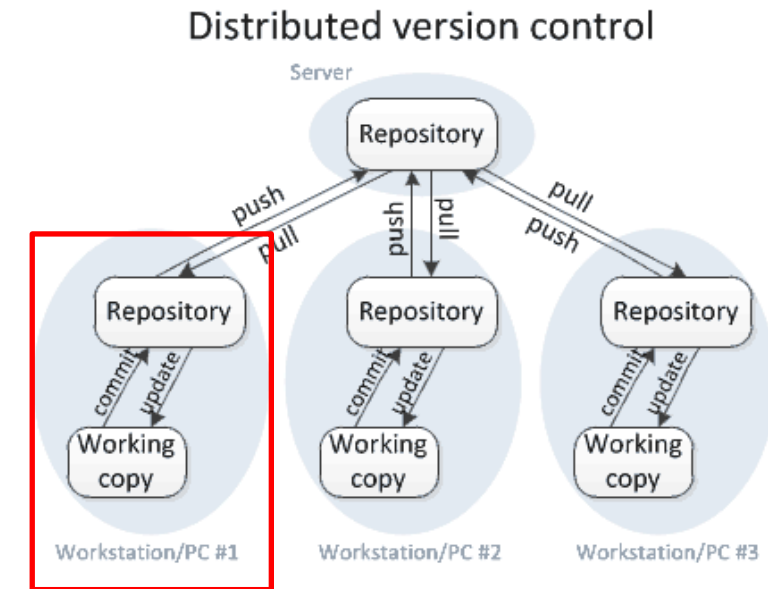 Distributed version control
Server
Repository
push
pull
push
pull
pull
push
Repository
Repository
Repository
commit
update
commit
update
commit
update
Working
copy
Working
copy
Working
copy
Workstation/PC #1
Workstation/PC #2
Workstation/PC #3